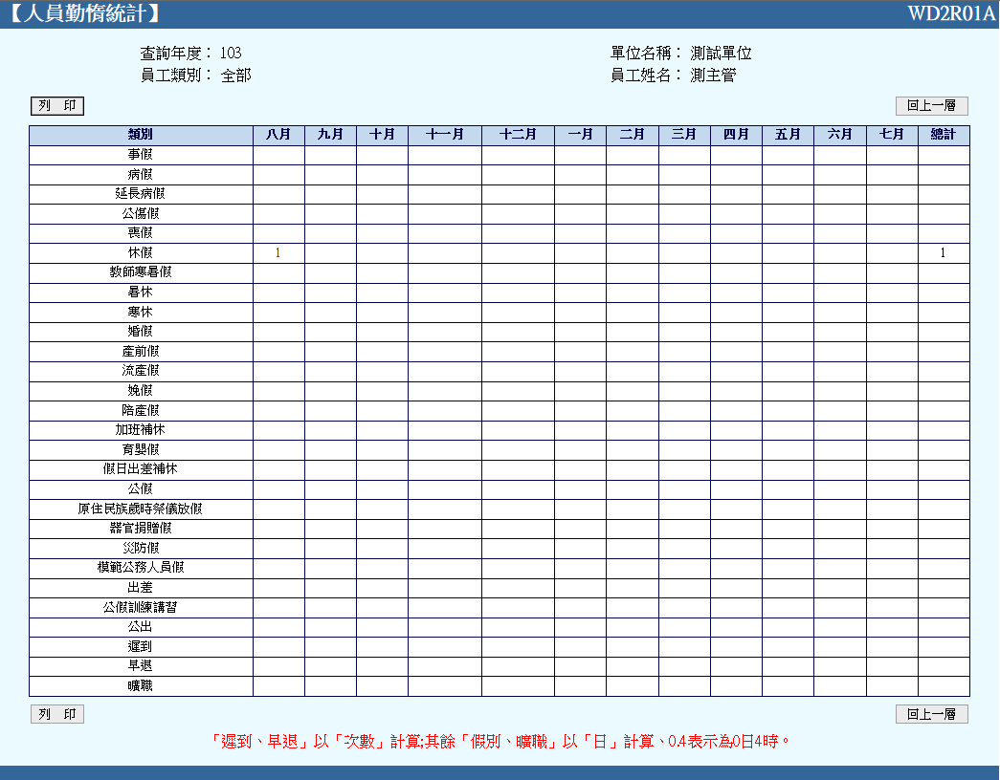 【人員勤惰統計】 WD2R01A
查詢年度： 103 單位名稱： 測試單位
員工類別： 全部 員工姓名： 測主管
列 印 回上一層
類別 八月 九月 十月 十一月 十二月 一月 二月 三月 四月 五月 六月 七月 總計
事假
病假
延長病假
公傷假
喪假
休假 1 1
教師寒暑假
暑休
寒休
婚假
產前假
流產假
娩假
陪產假
加班補休
育嬰假
假日出差補休
公假
原住民族歲時祭儀放假
器官捐贈假
災防假
模範公務人員假
出差
公假訓練講習
公出
遲到
早退
曠職
列 印 回上一層
「遲到、早退」以「次數」計算;其餘「假別、曠職」以「日」計算、0.4表示為0日4時。